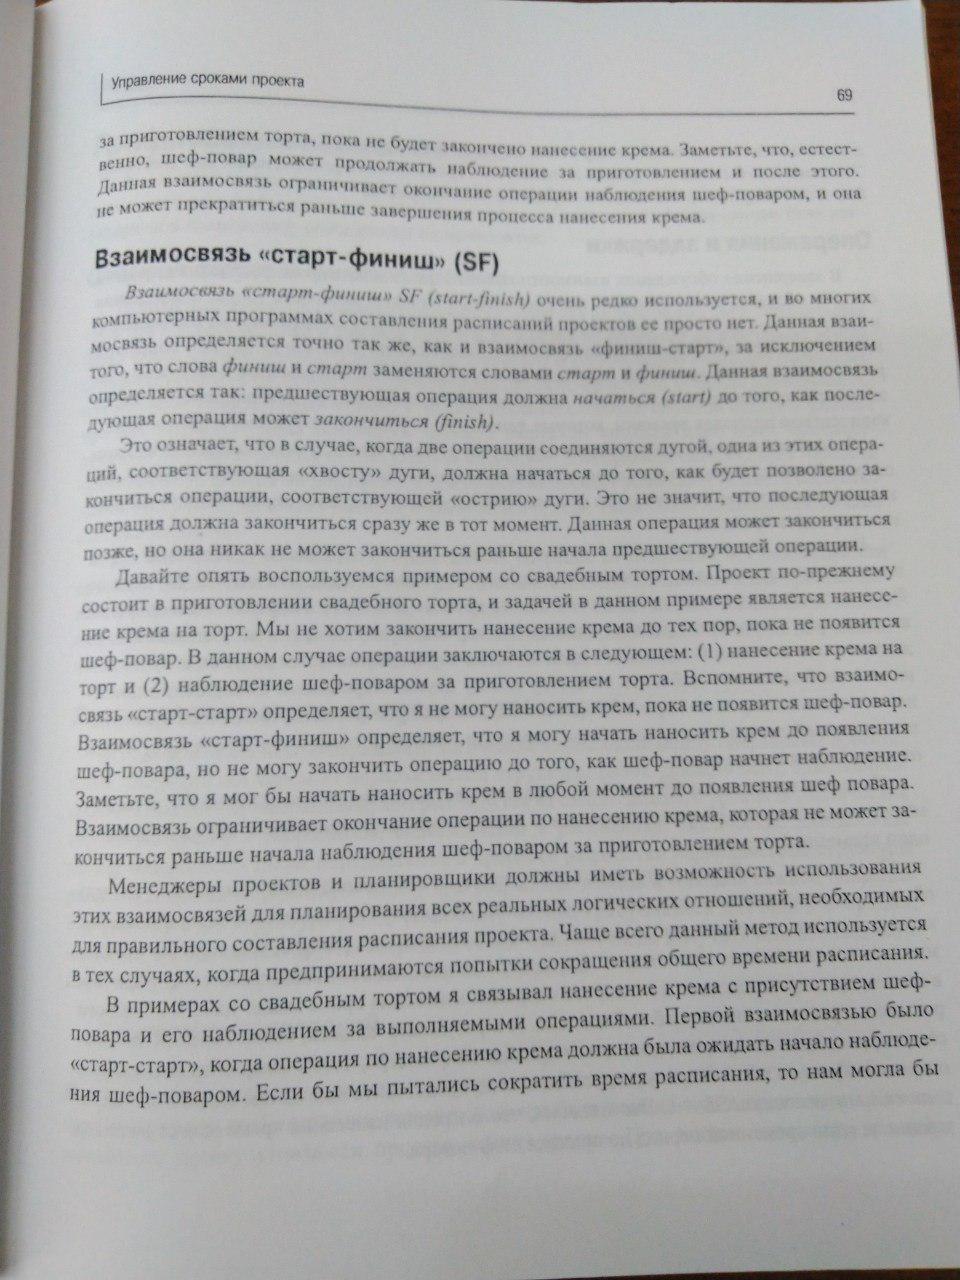 Управление сроками проекта
69
за приготовлением торта, пока не будет закончено нанесение крема. Заметьте, что, естест-
венно, шеф-повар может продолжать наблюдение за приготовлением и после этого.
Данная взаимосвязь ограничивает окончание операции наблюдения шеф-поваром, и она
не может прекратиться раньше завершения процесса нанесения крема.
Взаимосвязь «старт-финиш» (SF)
Взаимосвязь «старт-финиш» SF (start-finish) очень редко используется, и во многих
компьютерных программах составления расписаний проектов ее просто нет. Данная взаи-
мосвязь определяется точно так же, как и взаимосвязь «финиш-старт», за исключением
того, что слова финиш и старт заменяются словами старт и финиш. Данная взаимосвязь
определяется так: предшествующая операция должна начаться (start) до того, как после-
дующая операция может закончиться (finish).
Это означает, что в случае, когда две операции соединяются дугой, одна из этих опера-
ций, соответствующая «хвосту» дуги, должна начаться до того, как будет позволено за-
кончиться операции, соответствующей «острию» дуги. Это не значит, что последующая
операция должна закончиться сразу же в тот момент. Данная операция может закончиться
позже, но она никак не может закончиться раньше начала предшествующей операции.
Давайте опять воспользуемся примером со свадебным тортом. Проект по-прежнему
состоит в приготовлении свадебного торта, и задачей в данном примере является нанесе-
ние крема на торт. Мы не хотим закончить нанесение крема до тех пор, пока не появится
шеф-повар. В данном случае операции заключаются в следующем: (1) нанесение крема на
торт и (2) наблюдение шеф-поваром за приготовлением торта. Вспомните, что взаимо-
связь «старт-старт» определяет, что я не могу наносить крем, пока не появится шеф-повар.
Взаимосвязь «старт-финиш» определяет, что я могу начать наносить крем до появления
шеф-повара, но не могу закончить операцию до того, как шеф-повар начнет наблюдение.
Заметьте, что я мог бы начать наносить крем в любой момент до появления шеф повара.
Взаимосвязь ограничивает окончание операции по нанесению крема, которая не может за-
кончиться раньше начала наблюдения шеф-поваром за приготовлением торта.
Менеджеры проектов и планировщики должны иметь возможность использования
этих взаимосвязей для планирования всех реальных логических отношений, необходимых
для правильного составления расписания проекта. Чаще всего данный метод используется
в тех случаях, когда предпринимаются попытки сокращения общего времени расписания.
В примерах со свадебным тортом я связывал нанесение крема с присутствием шеф-
повара и его наблюдением за выполняемыми операциями. Первой взаимосвязью было
«старт-старт», когда операция по нанесению крема должна была ожидать начало наблюде-
ния шеф-поваром. Если бы мы пытались сократить время расписания, то нам могла бы